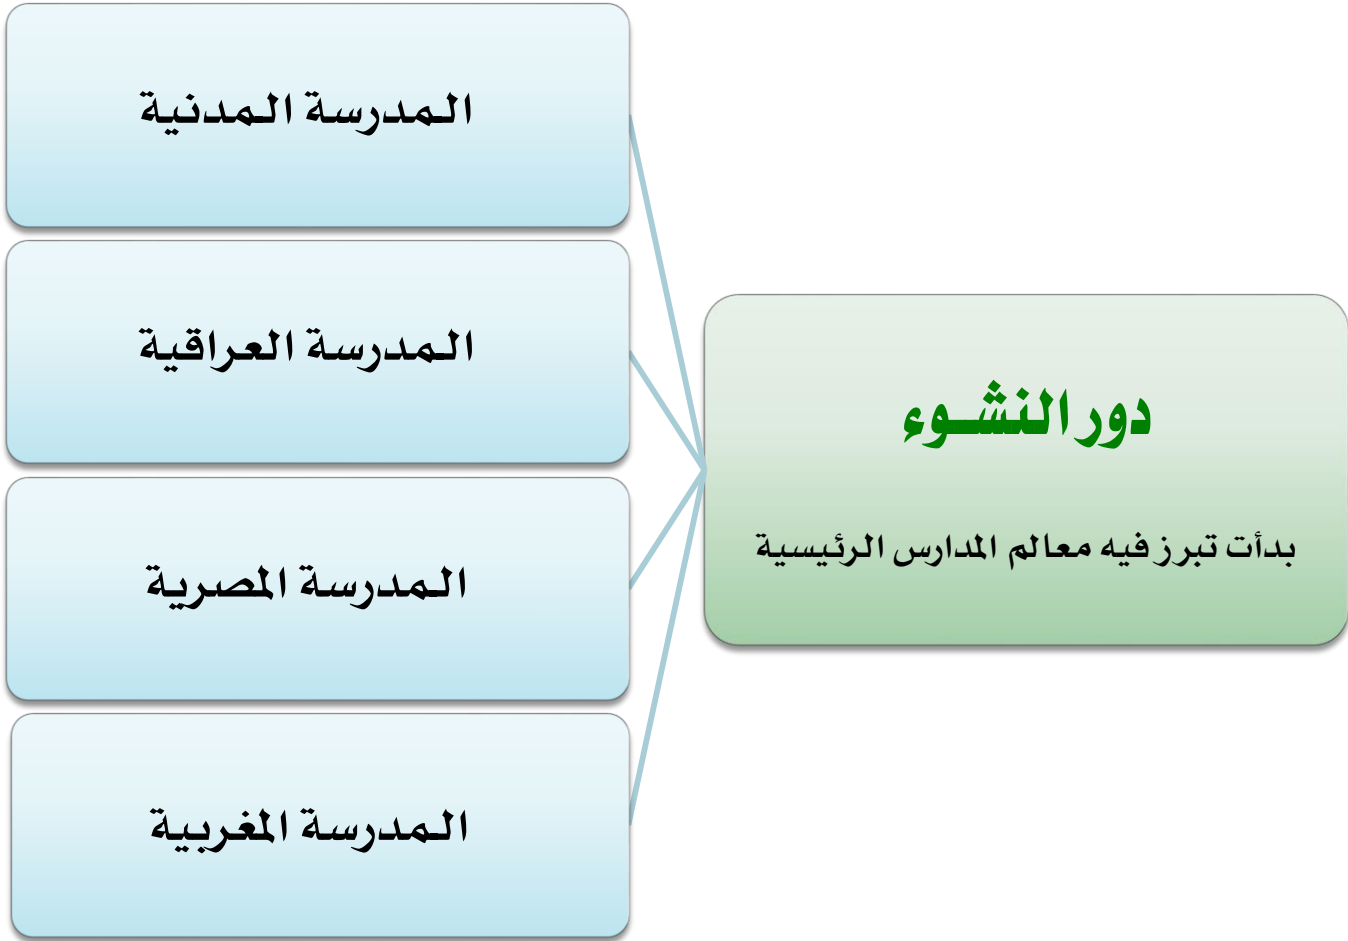 دور النشـوء
بدأت تبرز فيه معالم المدارس الرئيسية
المدرسة المدنية
المدرسة العراقية
المدرسة المصرية
المدرسة المغربية